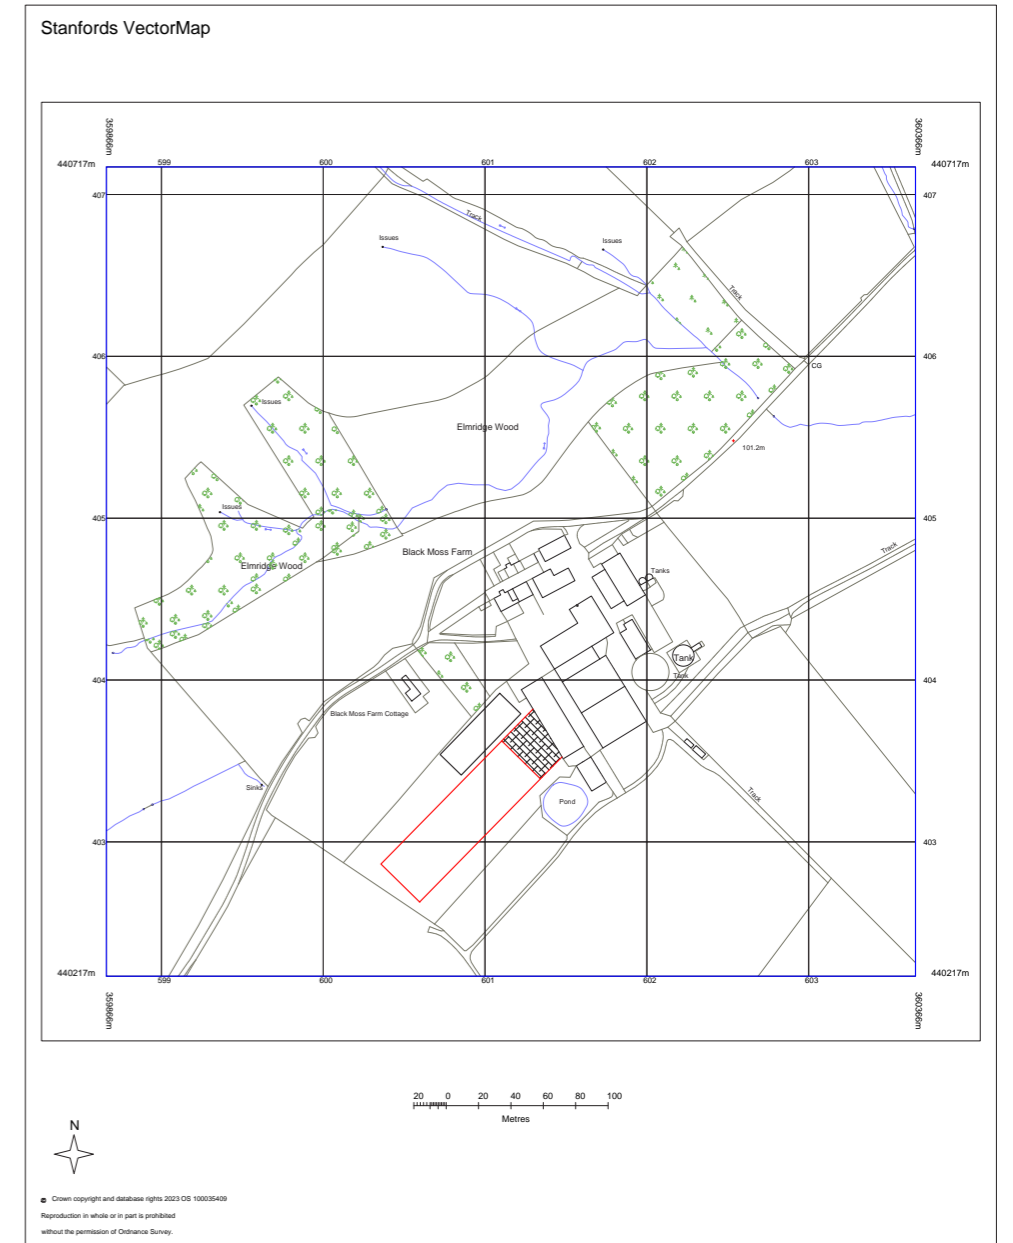 Stanfords VectorMap
359866m
360366m
440717m
599
600
601
602
603
440717m
407
407
Track
Issues
Issues
Track
406
406
CG
Issues
Elmridge Wood
101.2m
Issues
405
405
Black Moss Farm
Track
Elmridge Wood
Tanks
Tank
Tank
404
404
Black Moss Farm Cottage
Sinks
Pond
Track
403
403
440217m
599
600
601
602
603
440217m
359866m
360366m
20 0 20 40 60 80 100
Metres
N
© Crown copyright and database rights 2023 OS 100035409
Reproduction in whole or in part is prohibited
without the permission of Ordnance Survey.